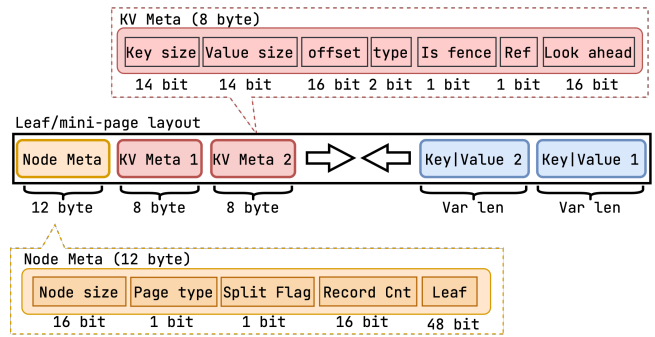 KV Meta (8 byte)
Key size Value size offset type Is fence Ref Look ahead
14 bit 14 bit 16 bit 2 bit 1 bit 1 bit 16 bit
Leaf/mini-page layout
Node Meta KV Meta 1 KV Meta 2 Key|Value 2 Key|Value 1
12 byte 8 byte 8 byte Var len Var len
Node Meta (12 byte)
Node size Page type Split Flag Record Cnt Leaf
16 bit 1 bit 1 bit 16 bit 48 bit